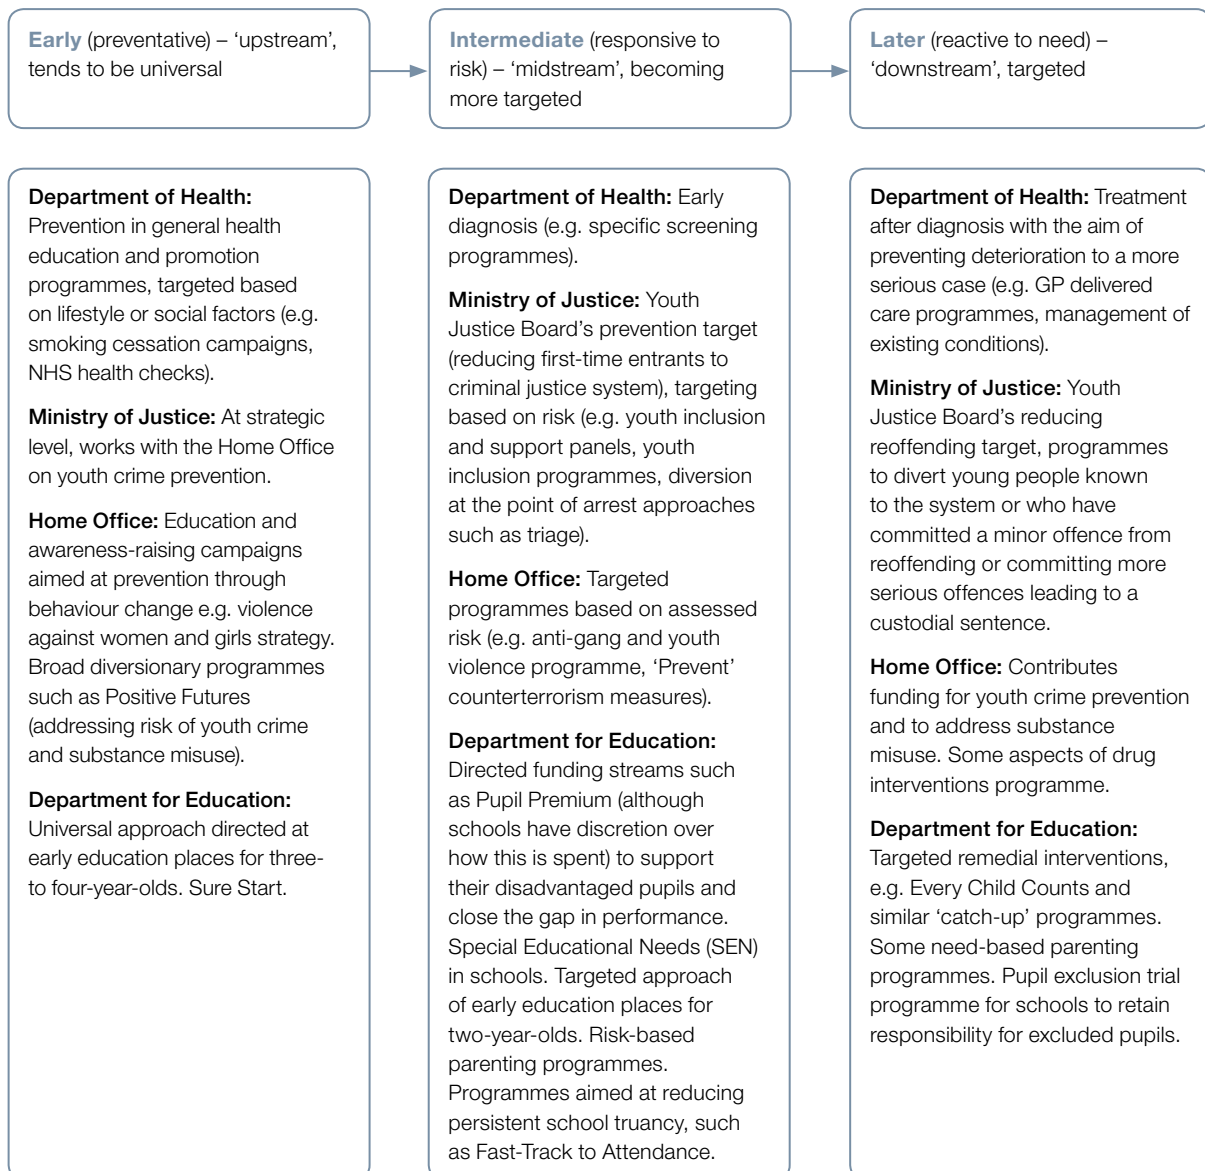 Early (preventative) – ‘upstream’,
tends to be universal
Intermediate (responsive to
risk) – ‘midstream’, becoming
more targeted
Later (reactive to need) –
‘downstream’, targeted
Department of Health:
Prevention in general health
education and promotion
programmes, targeted based
on lifestyle or social factors (e.g.
smoking cessation campaigns,
NHS health checks).
Ministry of Justice: At strategic
level, works with the Home Office
on youth crime prevention.
Home Office: Education and
awareness-raising campaigns
aimed at prevention through
behaviour change e.g. violence
against women and girls strategy.
Broad diversionary programmes
such as Positive Futures
(addressing risk of youth crime
and substance misuse).
Department for Education:
Universal approach directed at
early education places for three-
to four-year-olds. Sure Start.
Department of Health: Early
diagnosis (e.g. specific screening
programmes).
Ministry of Justice: Youth
Justice Board’s prevention target
(reducing first-time entrants to
criminal justice system), targeting
based on risk (e.g. youth inclusion
and support panels, youth
inclusion programmes, diversion
at the point of arrest approaches
such as triage).
Home Office: Targeted
programmes based on assessed
risk (e.g. anti-gang and youth
violence programme, ‘Prevent’
counterterrorism measures).
Department for Education:
Directed funding streams such
as Pupil Premium (although
schools have discretion over
how this is spent) to support
their disadvantaged pupils and
close the gap in performance.
Special Educational Needs (SEN)
in schools. Targeted approach
of early education places for
two-year-olds. Risk-based
parenting programmes.
Programmes aimed at reducing
persistent school truancy, such
as Fast-Track to Attendance.
Department of Health: Treatment
after diagnosis with the aim of
preventing deterioration to a more
serious case (e.g. GP delivered
care programmes, management of
existing conditions).
Ministry of Justice: Youth
Justice Board’s reducing
reoffending target, programmes
to divert young people known
to the system or who have
committed a minor offence from
reoffending or committing more
serious offences leading to a
custodial sentence.
Home Office: Contributes
funding for youth crime prevention
and to address substance
misuse. Some aspects of drug
interventions programme.
Department for Education:
Targeted remedial interventions,
e.g. Every Child Counts and
similar ‘catch-up’ programmes.
Some need-based parenting
programmes. Pupil exclusion trial
programme for schools to retain
responsibility for excluded pupils.